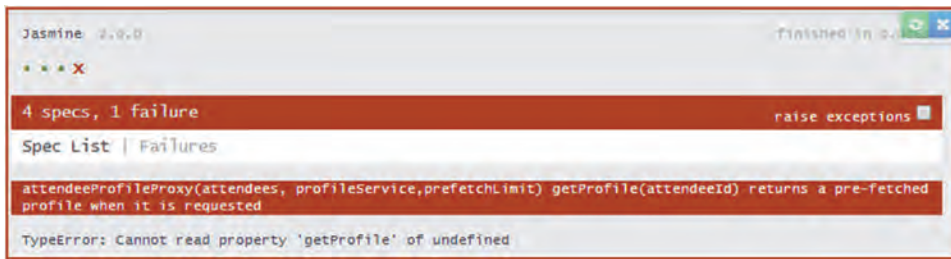 Jasmine 2.0.0
finished in 0.
• • • X
4 specs, 1 failure
raise exceptions
Spec List | Failures
attendeeProfileProxy(attendees, profileService,prefetchLimit) getProfile(attendeeId) returns a pre-fetched
profile when it is requested
TypeError: Cannot read property 'getProfile' of undefined